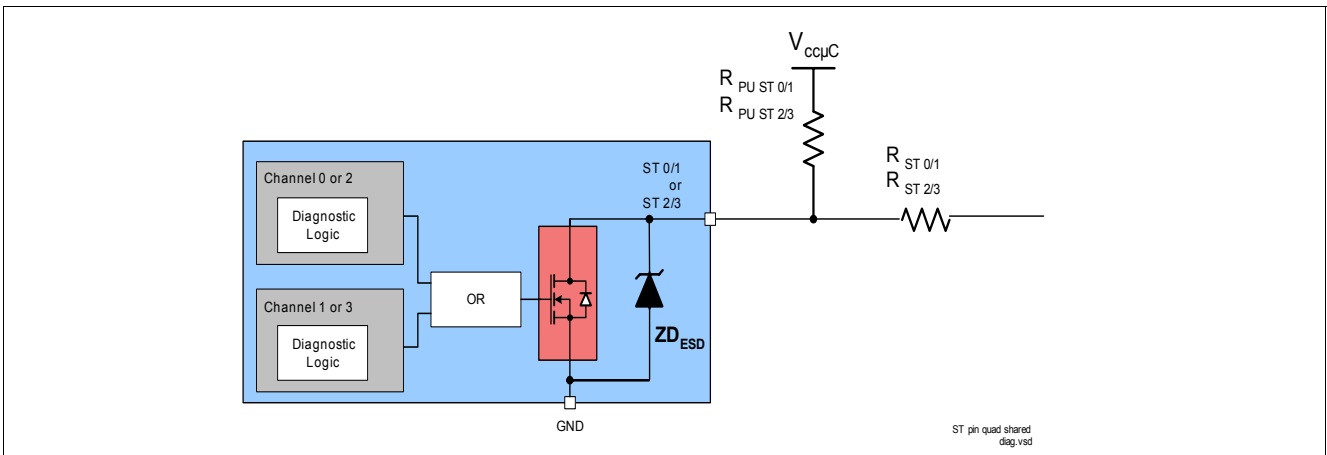 VccµC
R PU ST 0/1
R PU ST 2/3
R ST 0/1
R ST 2/3
ST 0/1
or
ST 2/3
Channel 0 or 2
Diagnostic
Logic
OR
Channel 1 or 3
Diagnostic
Logic
ZDESD
GND
ST pin quad shared
diag.vsd